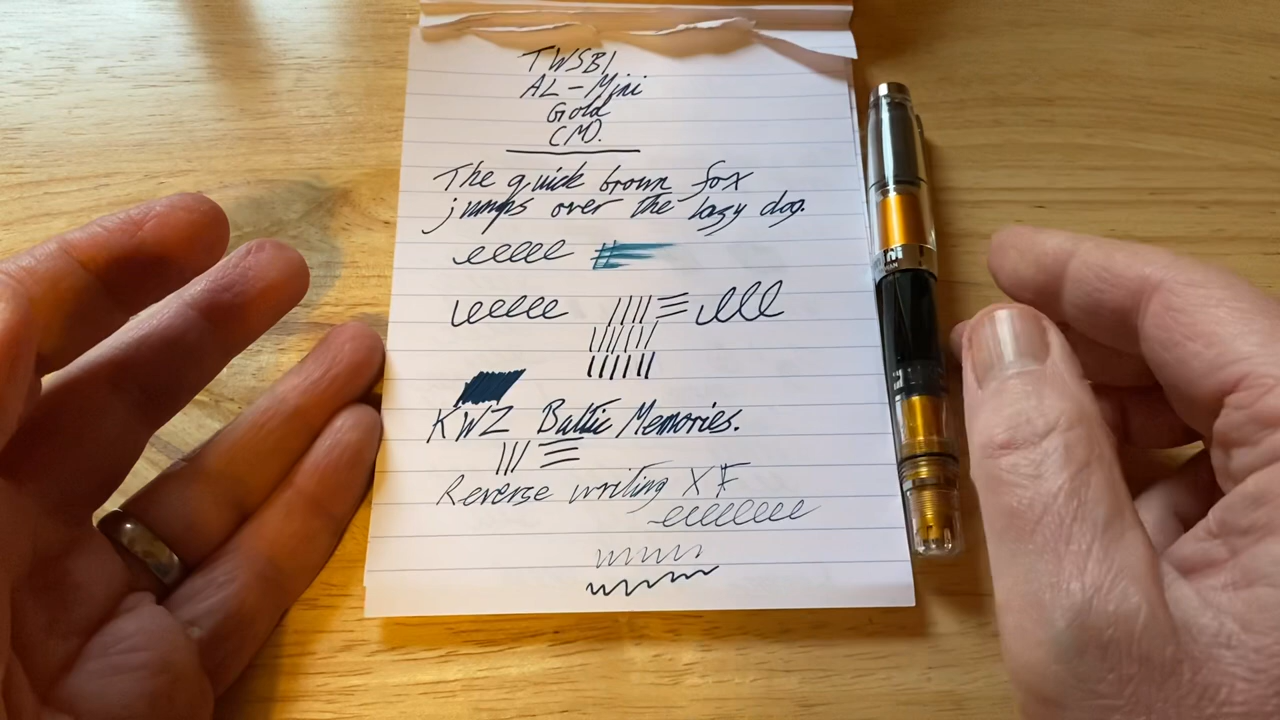 TWSBI
AL-Mini
Gold
CM).
The quick brown fox
jumps over the lazy dog.
KWZ Baltic Memories.
Reverse writing XF